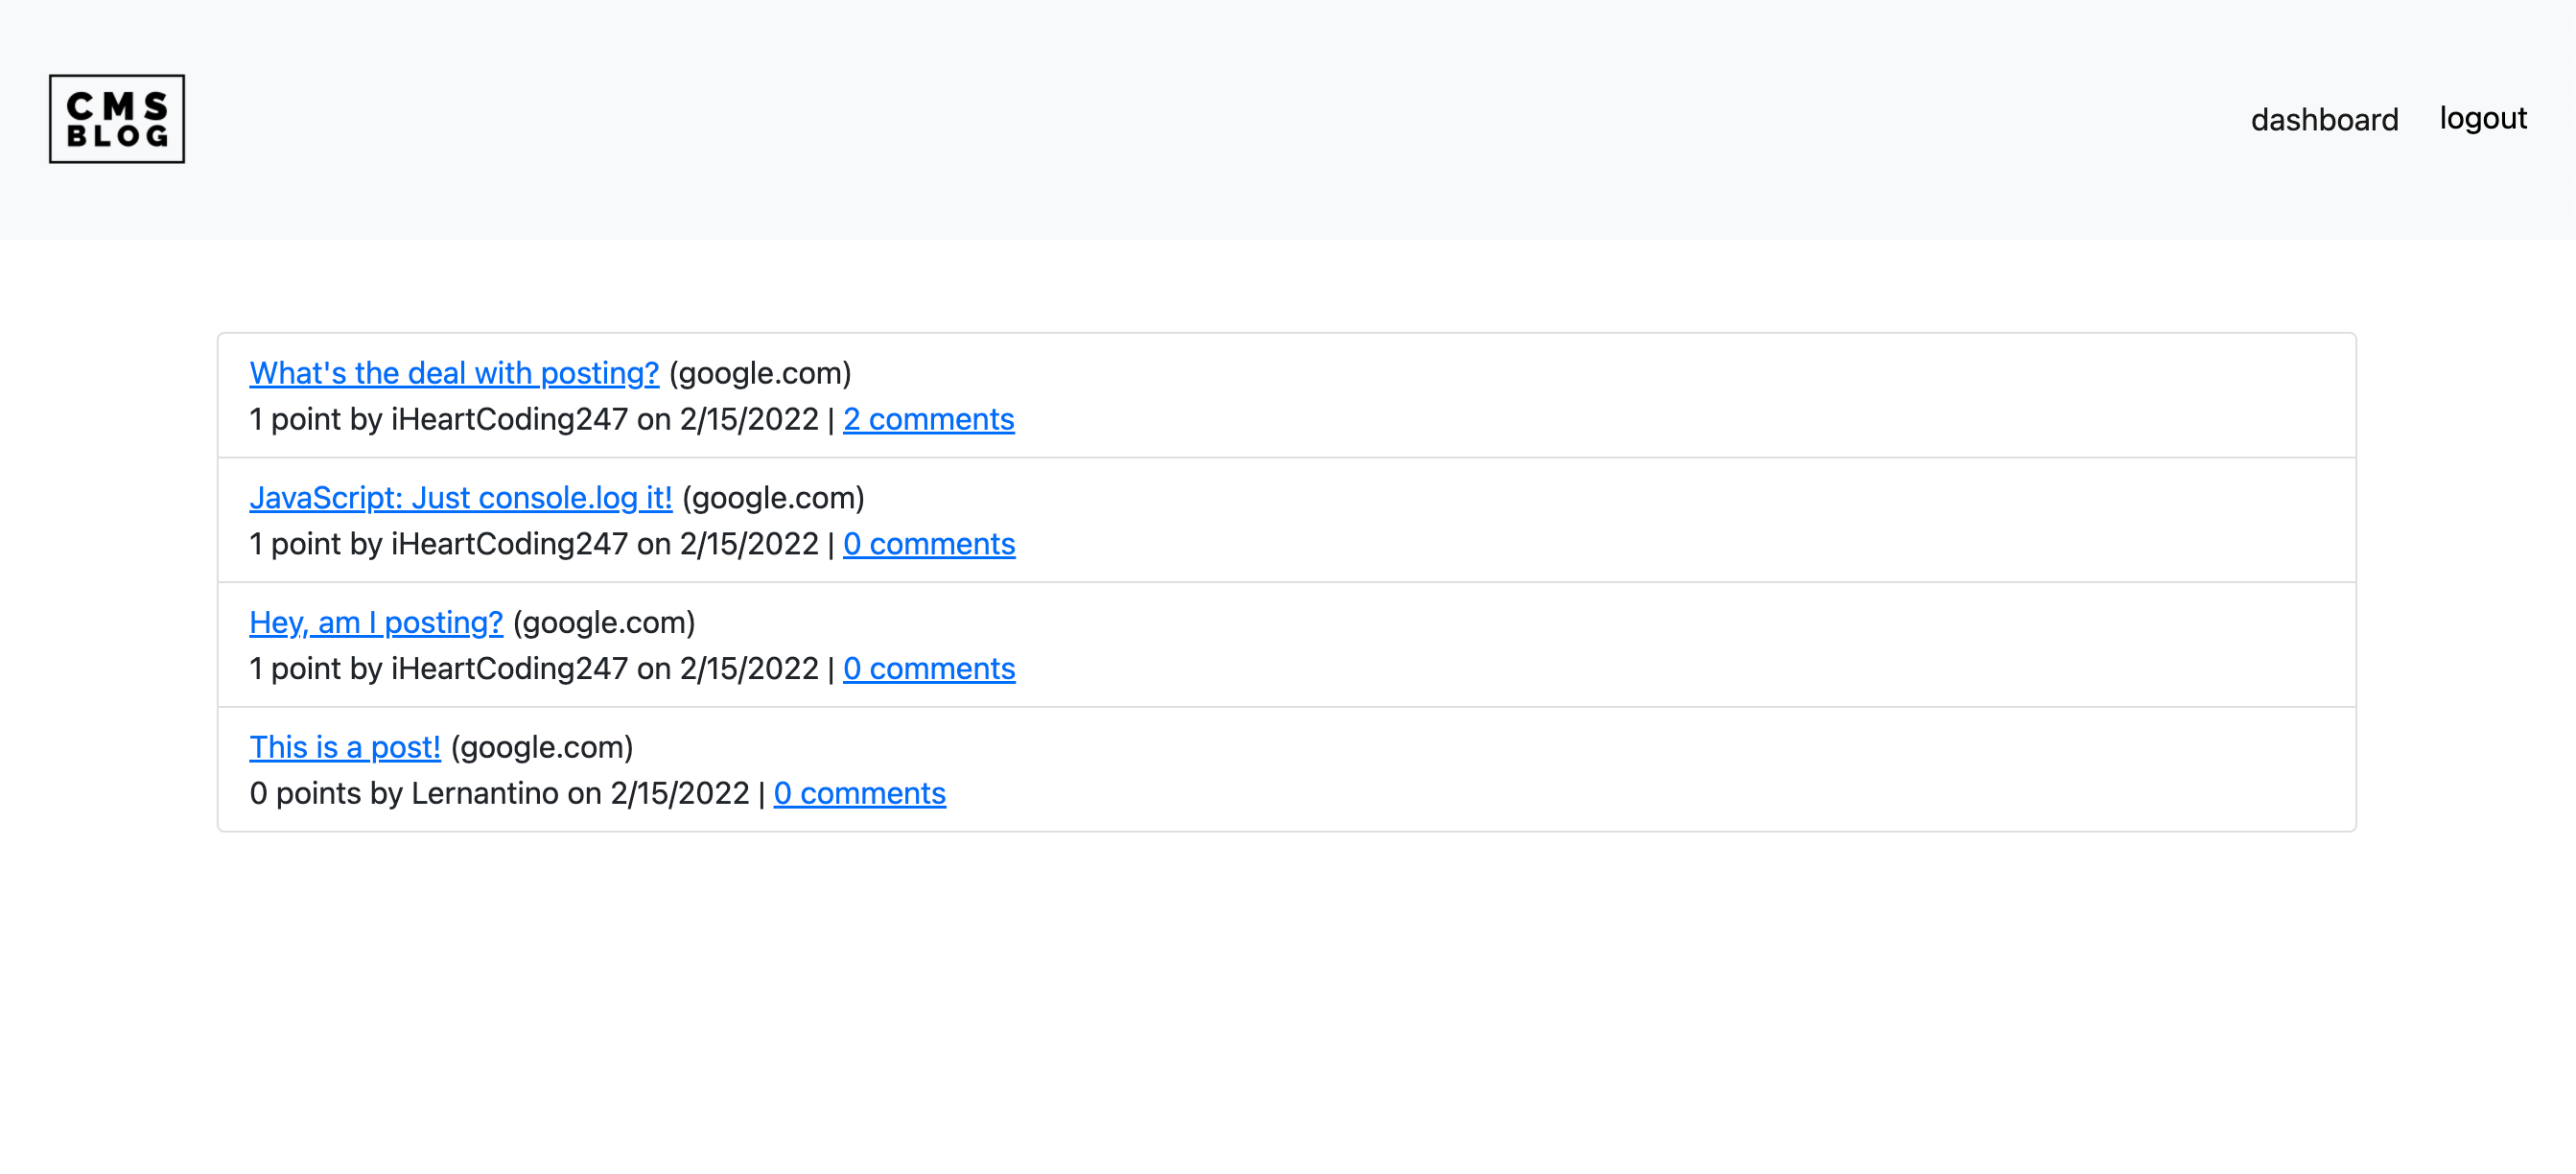 CMS
BLOG
dashboard logout
What's the deal with posting? (google.com)
1 point by iHeartCoding247 on 2/15/2022 | 2 comments
JavaScript: Just console.log it! (google.com)
1 point by iHeartCoding247 on 2/15/2022 | 0 comments
Hey, am I posting? (google.com)
1 point by iHeartCoding247 on 2/15/2022 | 0 comments
This is a post! (google.com)
0 points by Lernantino on 2/15/2022 | 0 comments